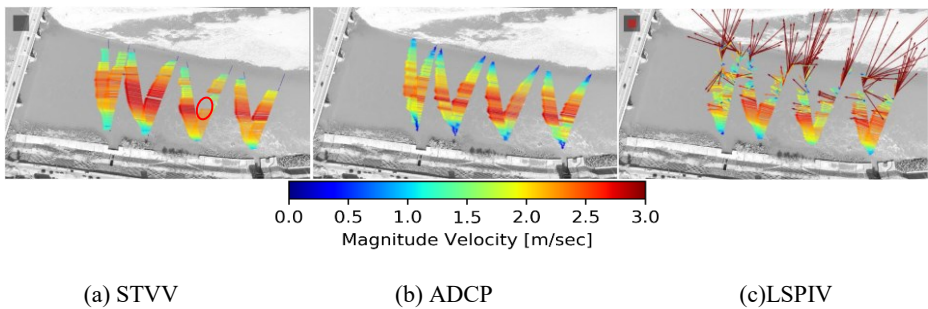 0.0 0.5 1.0 1.5 2.0 2.5 3.0
Magnitude Velocity [m/sec]
(a) STVV (b) ADCP (c)LSPIV